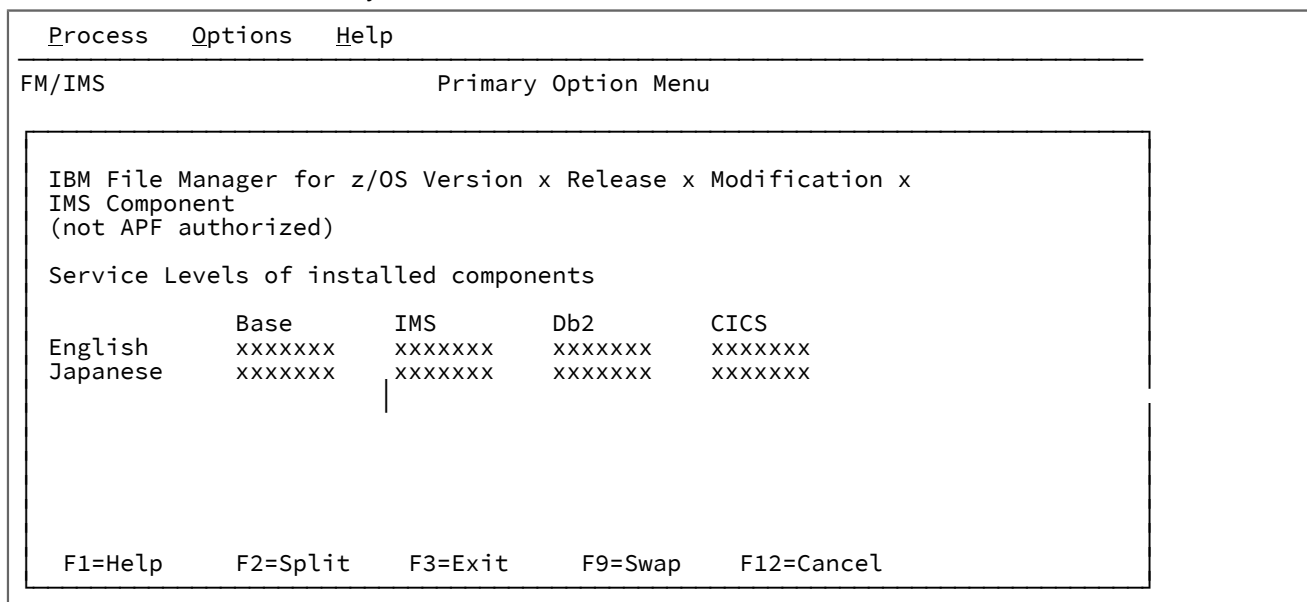 Process Options Help
FM/IMS Primary Option Menu
IBM File Manager for z/OS Version x Release x Modification x
IMS Component
(not APF authorized)
Service Levels of installed components
Base IMS Db2 CICS
English xxxxxxx xxxxxxx xxxxxxx xxxxxxx
Japanese xxxxxxx xxxxxxx xxxxxxx xxxxxxx
F1=Help F2=Split F3=Exit F9=Swap F12=Cancel